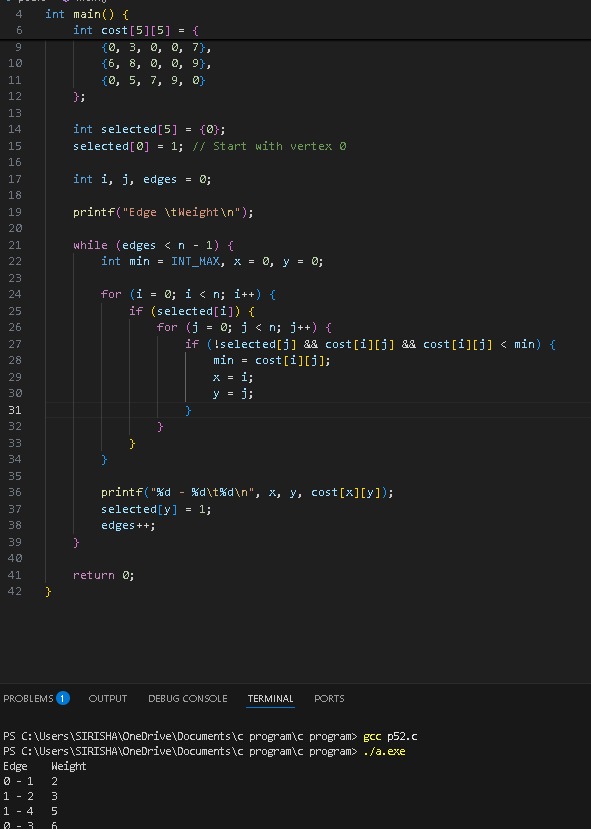 4 int main() {
6 int cost[5][5] = {
9 {0, 3, 0, 0, 7},
10 {6, 8, 0, 0, 9},
11 {0, 5, 7, 9, 0}
12 };
13
14 int selected[5] = {0};
15 selected[0] = 1; // Start with vertex 0
16
17 int i, j, edges = 0;
18
19 printf("Edge \tWeight\n");
20
21 while (edges < n - 1) {
22 int min = INT_MAX, x = 0, y = 0;
23
24 for (i = 0; i < n; i++) {
25 if (selected[i]) {
26 for (j = 0; j < n; j++) {
27 if (!selected[j] && cost[i][j] && cost[i][j] < min) {
28 min = cost[i][j];
29 x = i;
30 y = j;
31 }
32 }
33 }
34 }
35
36 printf("%d - %d\t%d\n", x, y, cost[x][y]);
37 selected[y] = 1;
38 edges++;
39 }
40
41 return 0;
42 }
PROBLEMS 1 OUTPUT DEBUG CONSOLE TERMINAL PORTS
PS C:\Users\SIRISHA\OneDrive\Documents\c program\c program> gcc p52.c
PS C:\Users\SIRISHA\OneDrive\Documents\c program\c program> ./a.exe
Edge Weight
0 - 1 2
1 - 2 3
1 - 4 5
0 - 3 6